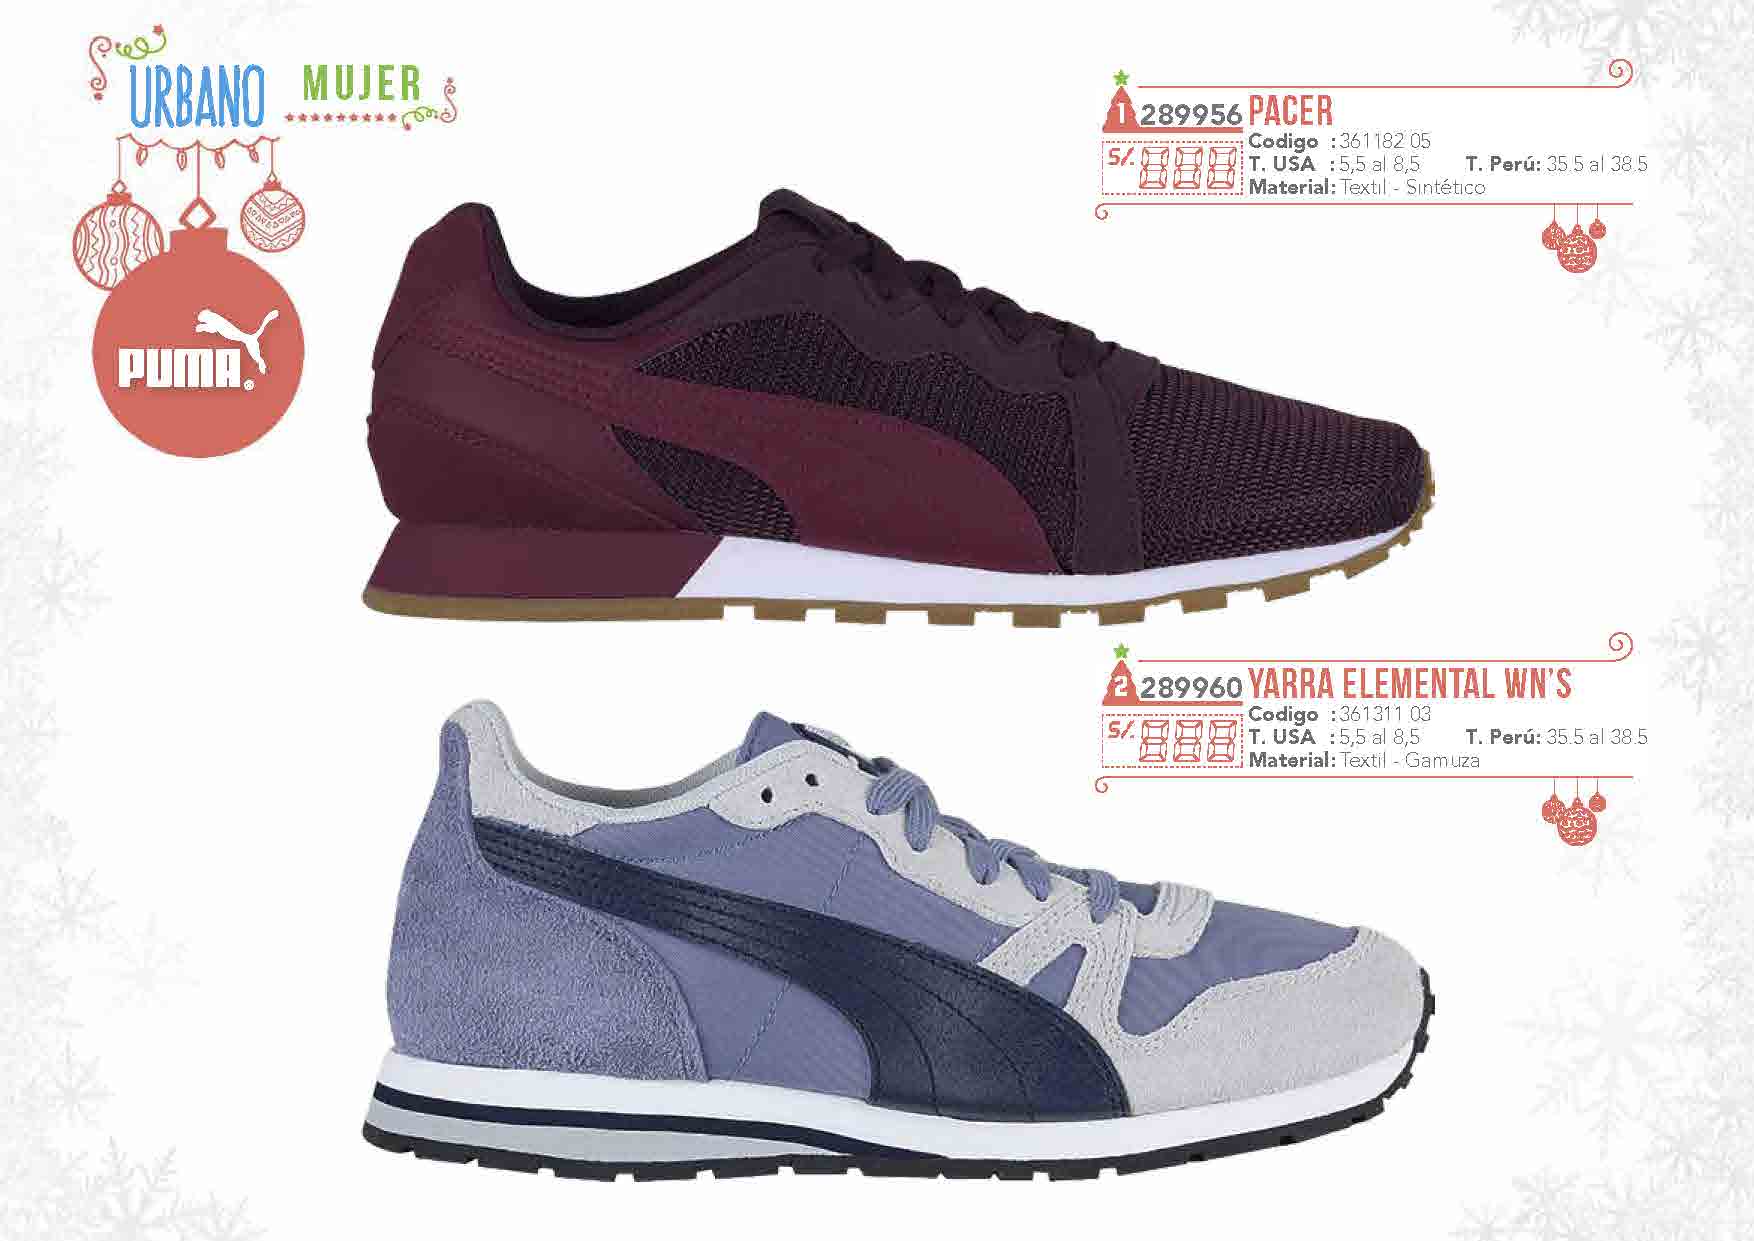 URBANO MUJER
PUMA®
1 289956 PACER
Codigo : 361182 05
S/. 888 T. USA : 5,5 al 8,5 T. Perú: 35.5 al 38.5
Material: Textil - Sintético
2 289960 YARRA ELEMENTAL WN'S
Codigo : 361311 03
S/. 888 T. USA : 5,5 al 8,5 T. Perú: 35.5 al 38.5
Material: Textil - Gamuza